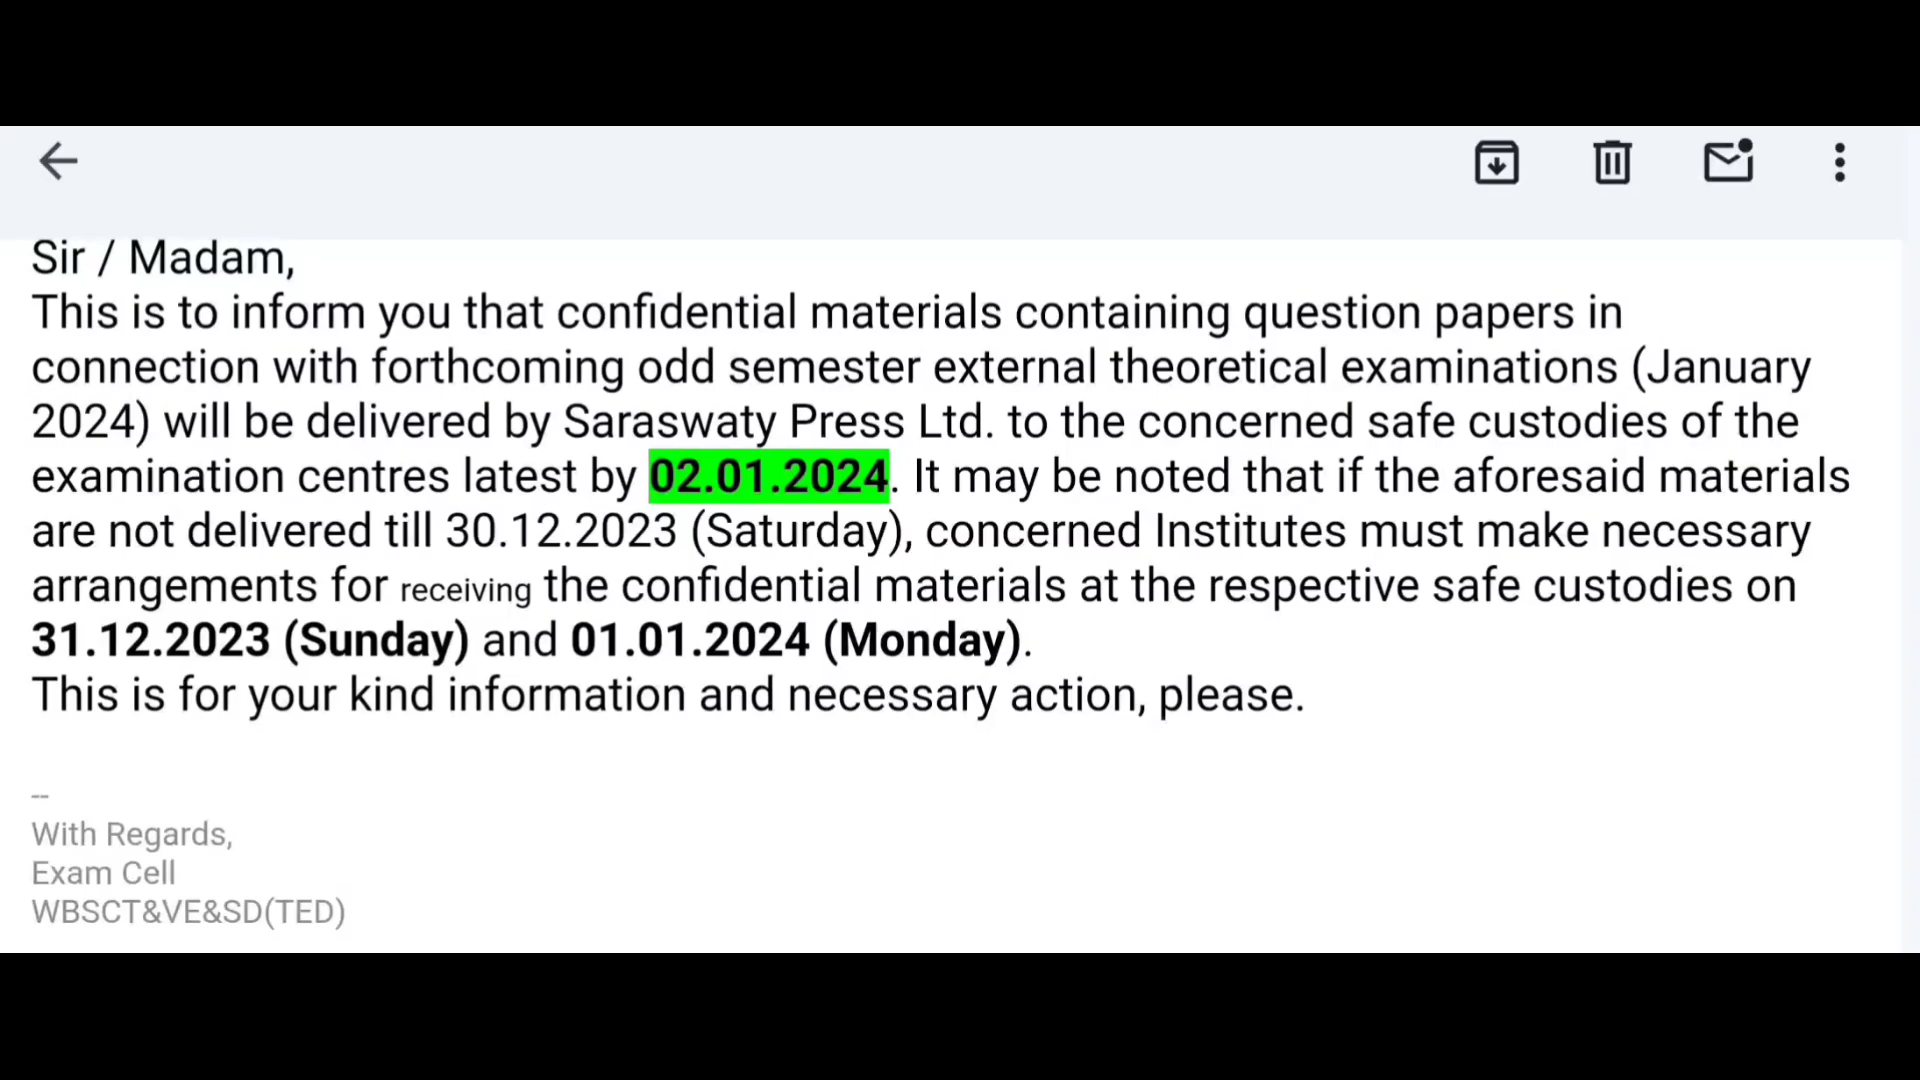 Sir / Madam,
This is to inform you that confidential materials containing question papers in
connection with forthcoming odd semester external theoretical examinations (January
2024) will be delivered by Saraswaty Press Ltd. to the concerned safe custodies of the
examination centres latest by 02.01.2024. It may be noted that if the aforesaid materials
are not delivered till 30.12.2023 (Saturday), concerned Institutes must make necessary
arrangements for receiving the confidential materials at the respective safe custodies on
31.12.2023 (Sunday) and 01.01.2024 (Monday).
This is for your kind information and necessary action, please.
--
With Regards,
Exam Cell
WBSCT&VE&SD(TED)